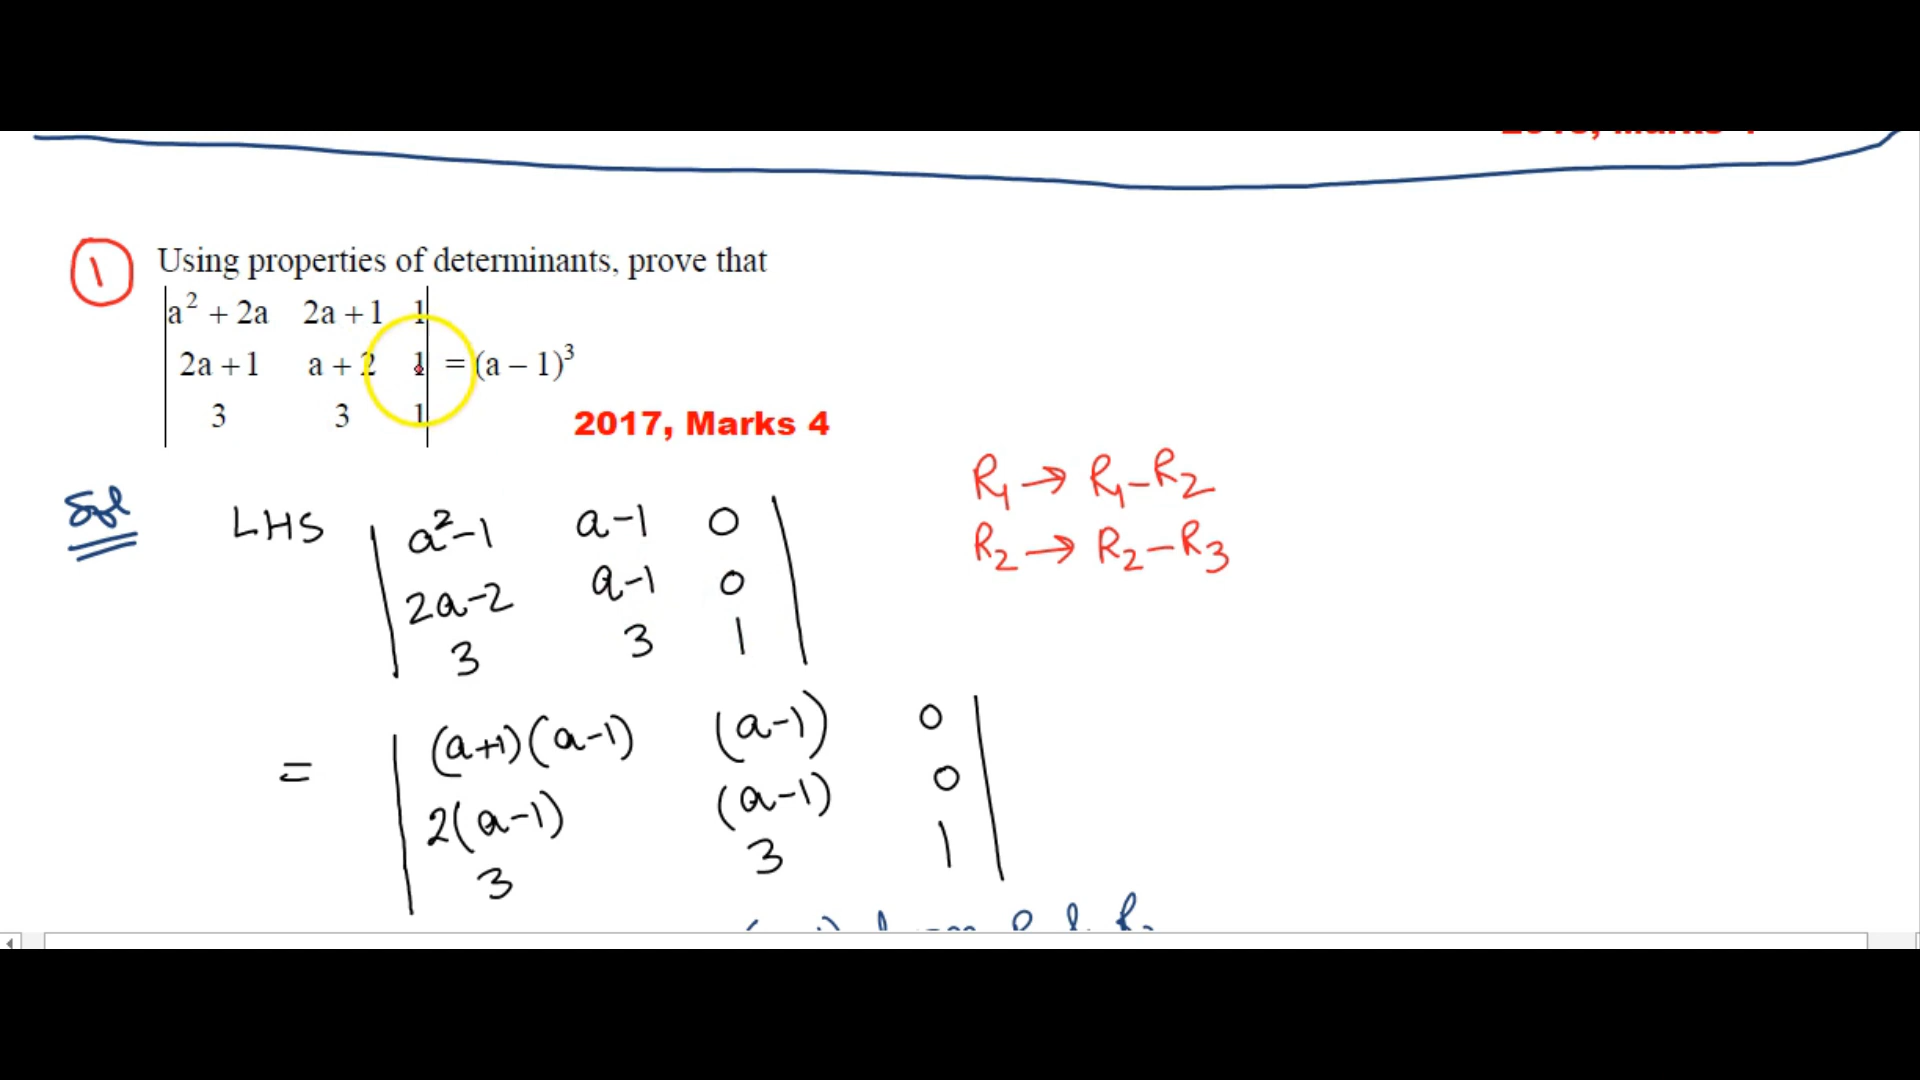 ① Using properties of determinants, prove that
| a² + 2a   2a + 1   1 |
| 2a + 1   a + 2   1 | = (a – 1)³
| 3   3   1 |
2017, Marks 4
R₁ → R₁ – R₂
R₂ → R₂ – R₃
Sol
LHS | a²-1   a-1   0 |
| 2a-2   a-1   0 |
| 3   3   1 |
= | (a+1)(a-1)   (a-1)   0 |
| 2(a-1)   (a-1)   0 |
| 3   3   1 |